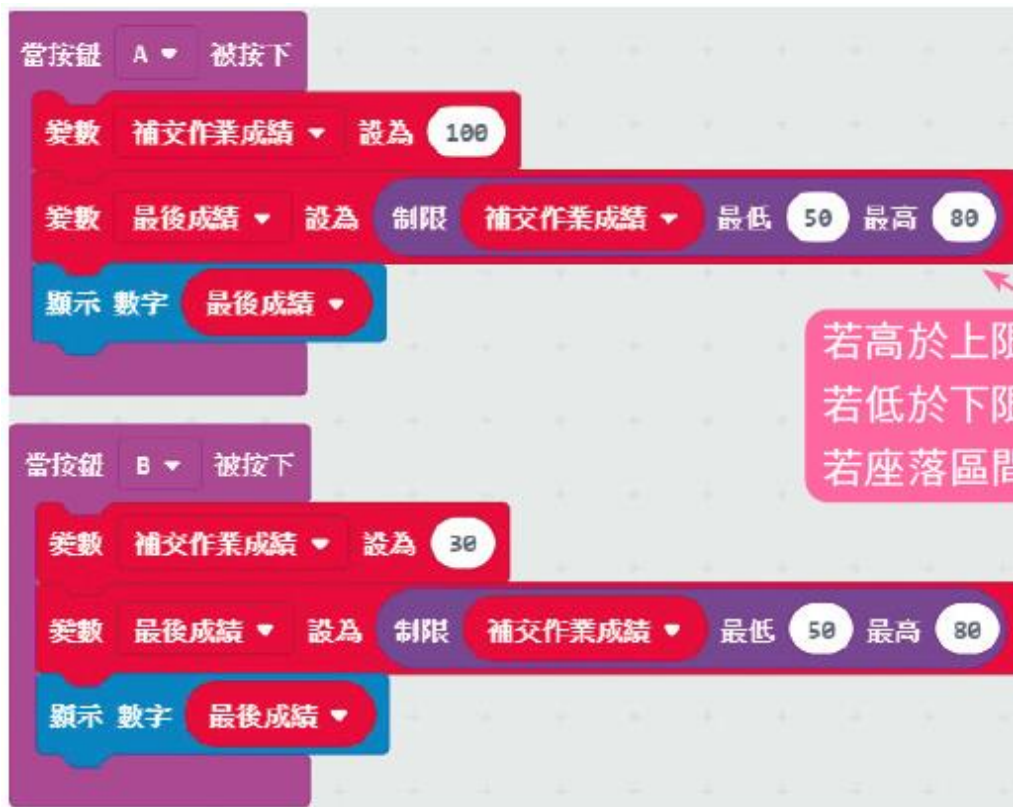 當按鈕 A 被按下
變數 補交作業成績 設為 100
變數 最後成績 設為 制限 補交作業成績 最低 50 最高 80
顯示 數字 最後成績
若高於上限
若低於下限
若座落區間
當按鈕 B 被按下
變數 補交作業成績 設為 30
變數 最後成績 設為 制限 補交作業成績 最低 50 最高 80
顯示 數字 最後成績